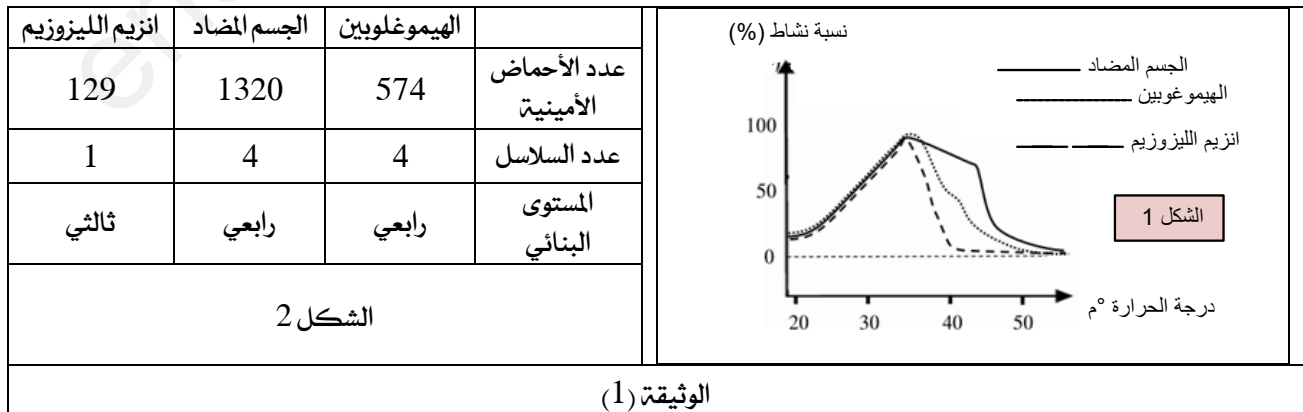 نسبة نشاط (%)
الجسم المضاد
الهيموغوبين
انزيم الليزوزيم
100
50
0
20 30 40 50
درجة الحرارة °م
الشكل 1
الهيموغلوبين الجسم المضاد انزيم الليزوزيم
عدد الأحماض الأمينية 574 1320 129
عدد السلاسل 4 4 1
المستوى البنائي رابعي رابعي ثالثي
الشكل 2
الوثيقة (1)